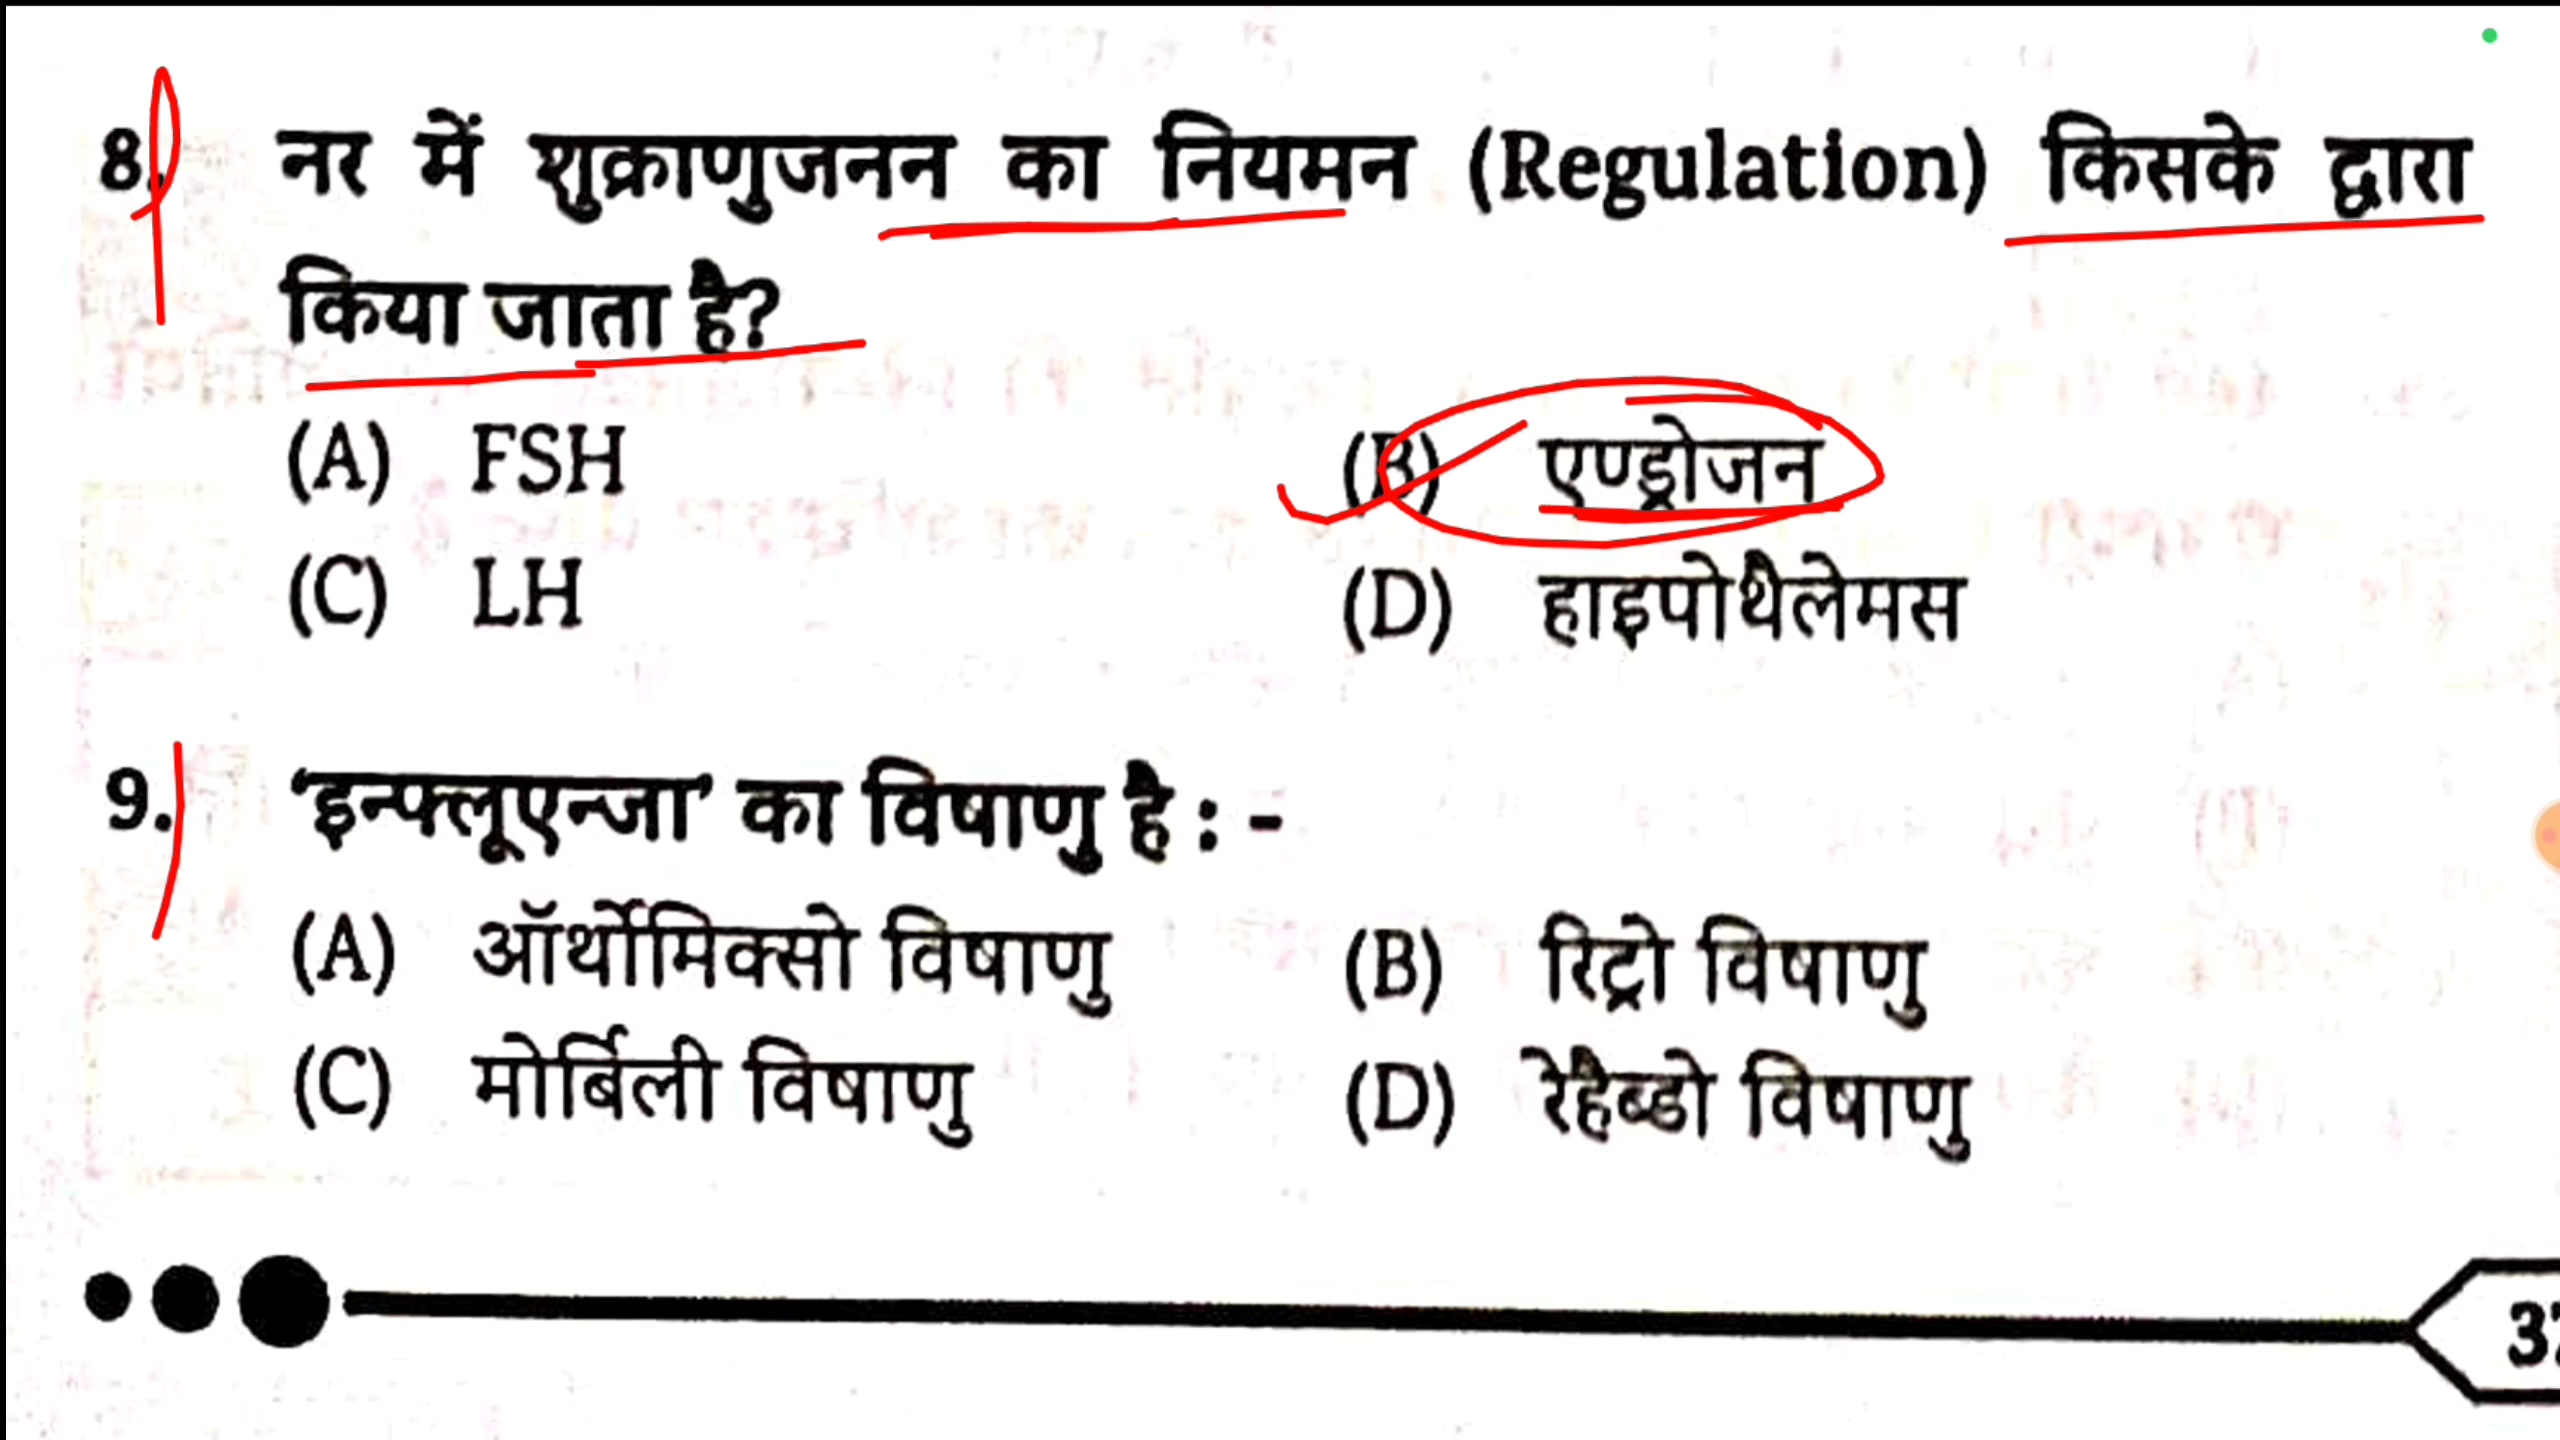 8. नर में शुक्राणुजनन का नियमन (Regulation) किसके द्वारा
किया जाता है?
(A) FSH (B) एण्ड्रोजन
(C) LH (D) हाइपोथैलेमस
9. ‘इन्फ्लूएन्जा’ का विषाणु है : -
(A) ऑर्थोमिक्सो विषाणु (B) रिट्रो विषाणु
(C) मोर्बिली विषाणु (D) रेहैब्डो विषाणु